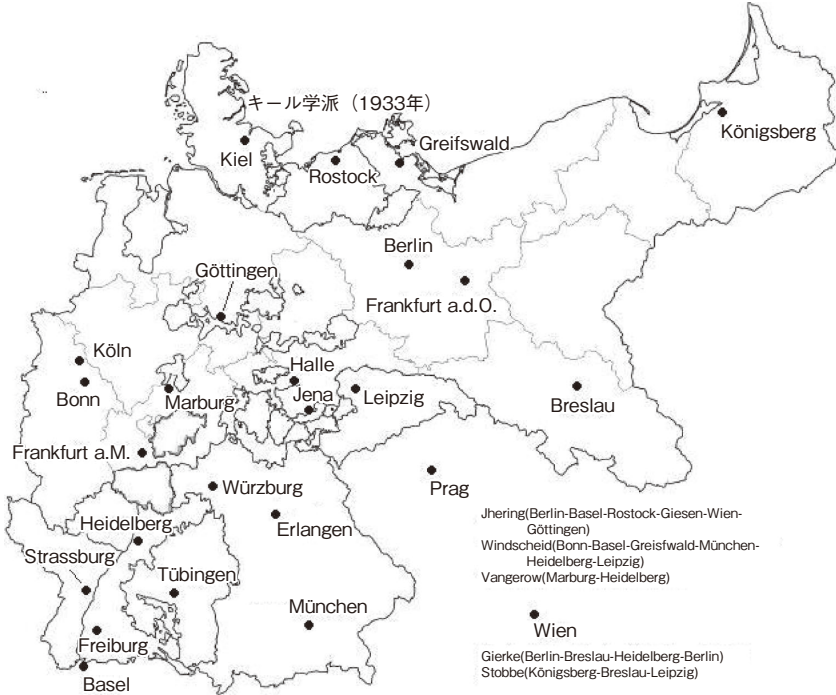 キール学派（1933年）
Kiel
Rostock
Greifswald
Königsberg
Berlin
Frankfurt a.d.O.
Göttingen
Köln
Bonn
Marburg
Halle
Jena
Leipzig
Breslau
Frankfurt a.M.
Würzburg
Prag
Erlangen
Heidelberg
Strassburg
Tübingen
München
Freiburg
Basel
Jhering(Berlin-Basel-Rostock-Giesen-Wien-
Göttingen)
Windscheid(Bonn-Basel-Greisfwald-München-
Heidelberg-Leipzig)
Vangerow(Marburg-Heidelberg)
Wien
Gierke(Berlin-Breslau-Heidelberg-Berlin)
Stobbe(Königsberg-Breslau-Leipzig)